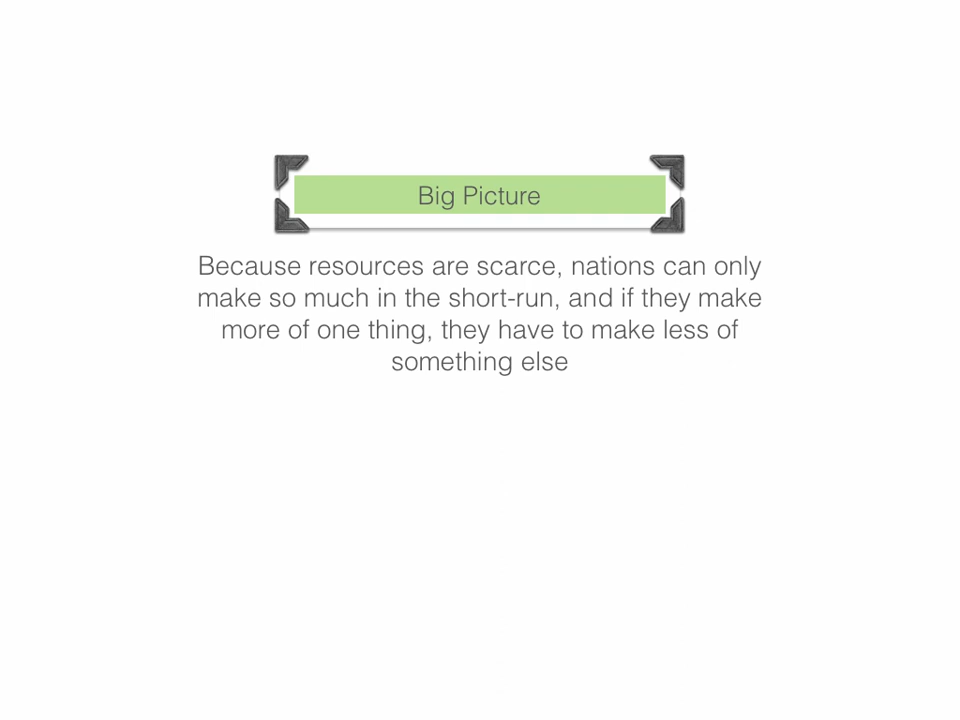 Big Picture
Because resources are scarce, nations can only
make so much in the short-run, and if they make
more of one thing, they have to make less of
something else